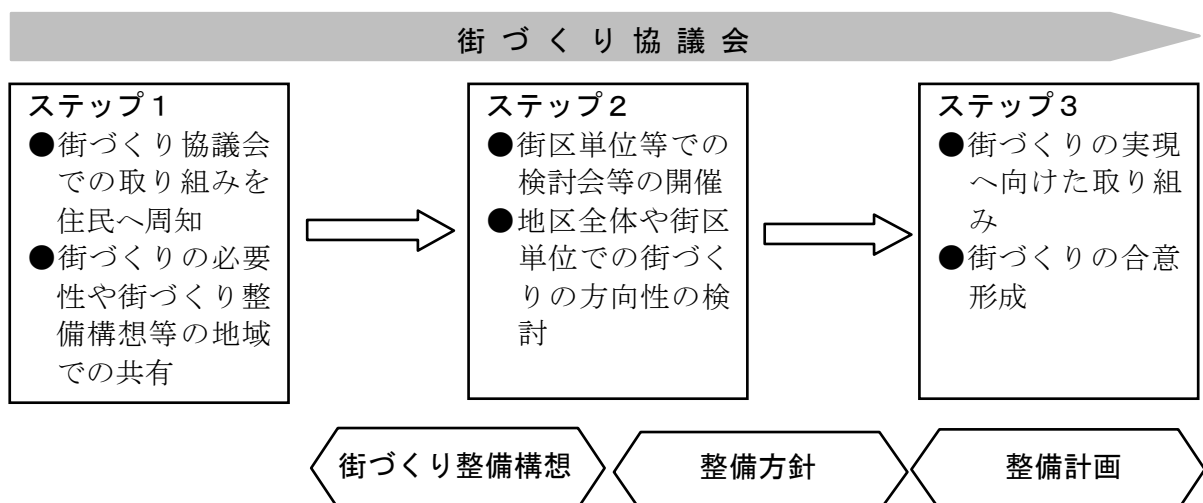 街づくり協議会
ステップ１
●街づくり協議会
での取り組みを
住民へ周知
●街づくりの必要
性や街づくり整
備構想等の地域
での共有
ステップ２
●街区単位等での
検討会等の開催
●地区全体や街区
単位での街づく
りの方向性の検
討
ステップ３
●街づくりの実現
へ向けた取り組
み
●街づくりの合意
形成
街づくり整備構想
整備方針
整備計画